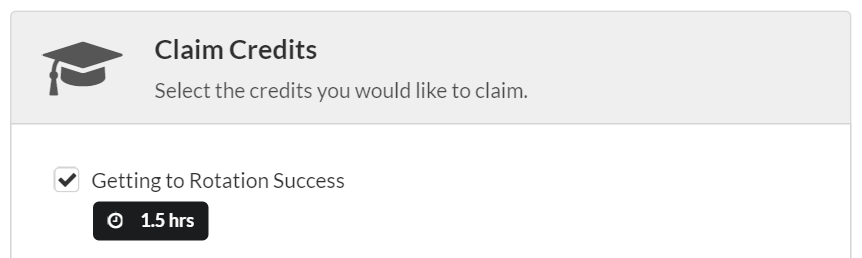 Claim Credits
Select the credits you would like to claim.
Getting to Rotation Success
1.5 hrs